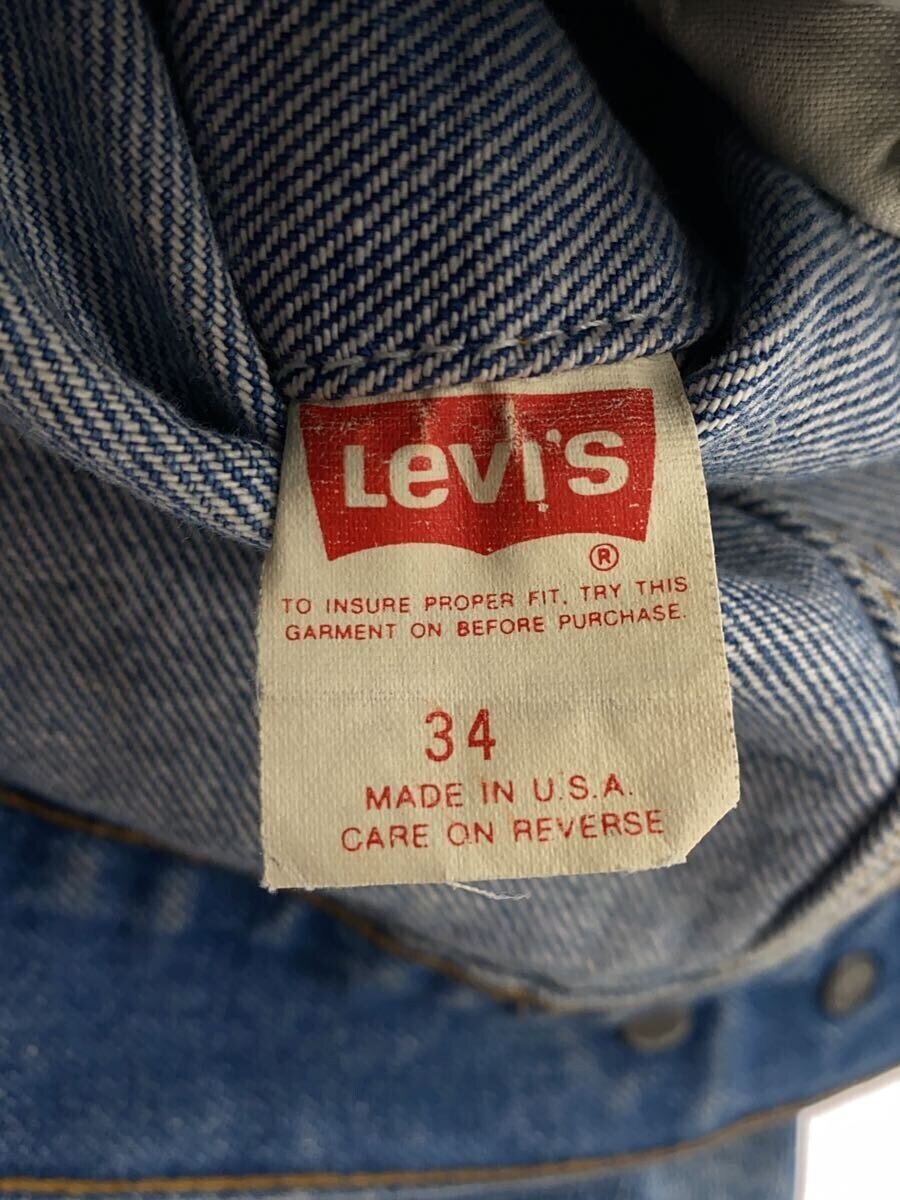 Levi's
®
TO INSURE PROPER FIT, TRY THIS
GARMENT ON BEFORE PURCHASE.
34
MADE IN U.S.A.
CARE ON REVERSE